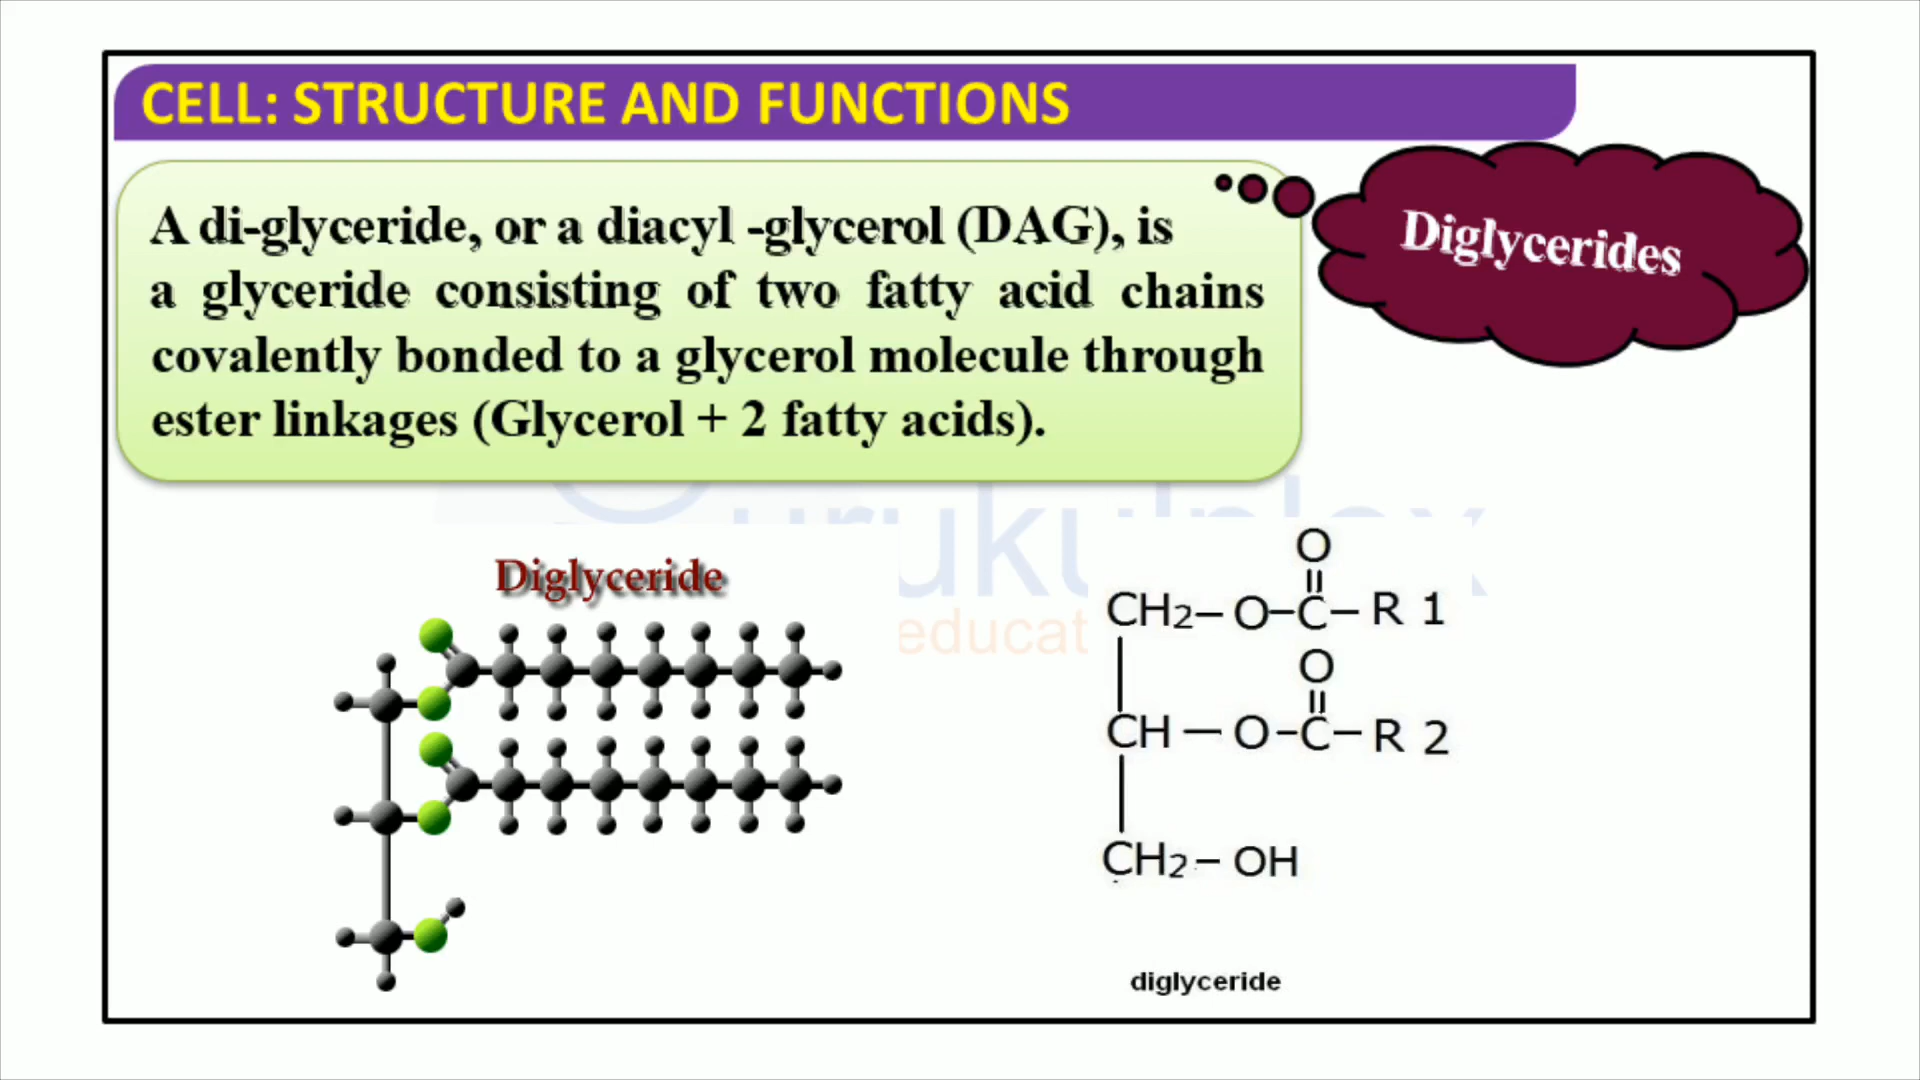 CELL: STRUCTURE AND FUNCTIONS
Diglycerides
A di-glyceride, or a diacyl -glycerol (DAG), is
a glyceride consisting of two fatty acid chains
covalently bonded to a glycerol molecule through
ester linkages (Glycerol + 2 fatty acids).
Diglyceride
O
CH2-O-C-R 1
O
CH-O-C-R 2
CH2-OH
diglyceride